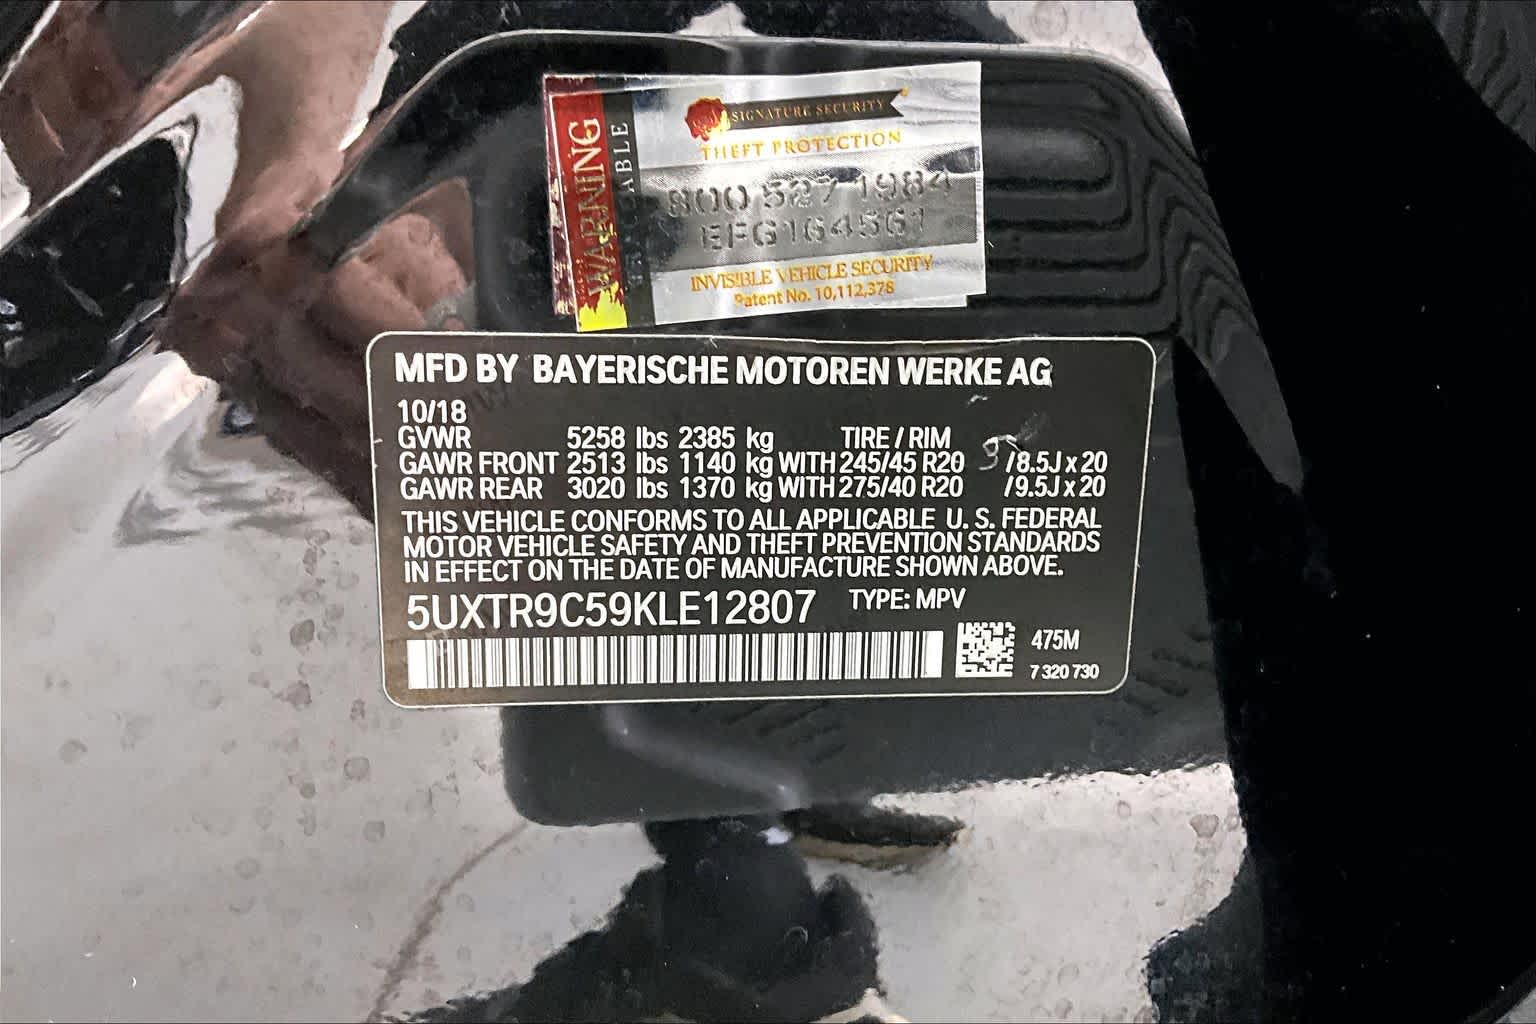 WARNING
SIGNATURE SECURITY
THEFT PROTECTION
800 527 1984
EFG164561
INVISIBLE VEHICLE SECURITY
Patent No. 10,112,378
MFD BY BAYERISCHE MOTOREN WERKE AG
10/18
GVWR 5258 lbs 2385 kg TIRE / RIM
GAWR FRONT 2513 lbs 1140 kg WITH 245/45 R20 /8.5J x 20
GAWR REAR 3020 lbs 1370 kg WITH 275/40 R20 /9.5J x 20
THIS VEHICLE CONFORMS TO ALL APPLICABLE U. S. FEDERAL
MOTOR VEHICLE SAFETY AND THEFT PREVENTION STANDARDS
IN EFFECT ON THE DATE OF MANUFACTURE SHOWN ABOVE.
5UXTR9C59KLE12807 TYPE: MPV
475M
7 320 730